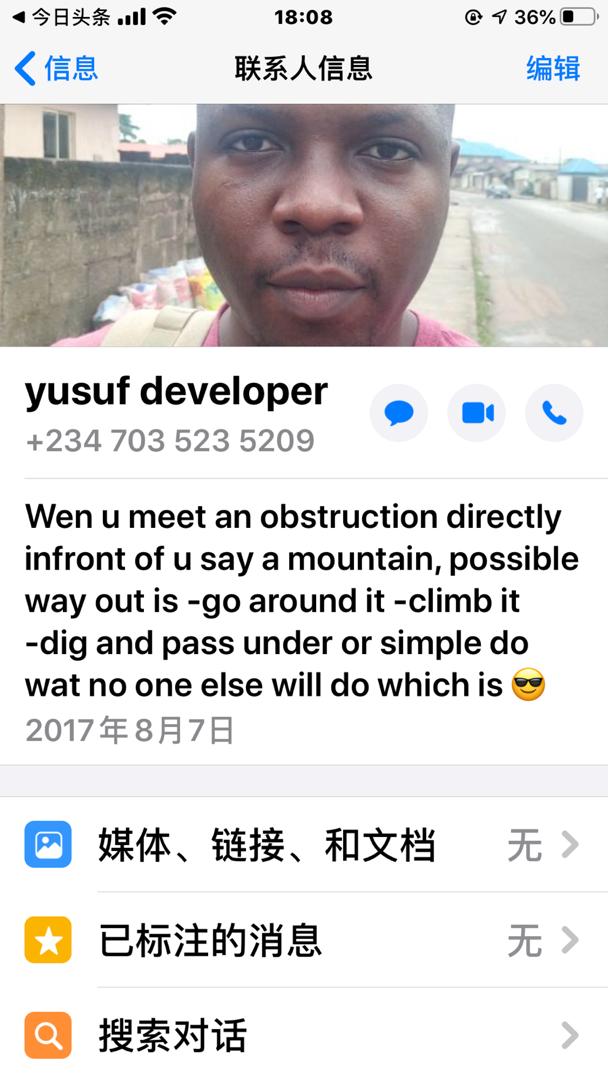 今日头条
18:08
36%
信息
联系人信息
编辑
yusuf developer
+234 703 523 5209
Wen u meet an obstruction directly
infront of u say a mountain, possible
way out is -go around it -climb it
-dig and pass under or simple do
wat no one else will do which is 😎
2017年8月7日
媒体、链接、和文档
无
已标注的消息
无
搜索对话